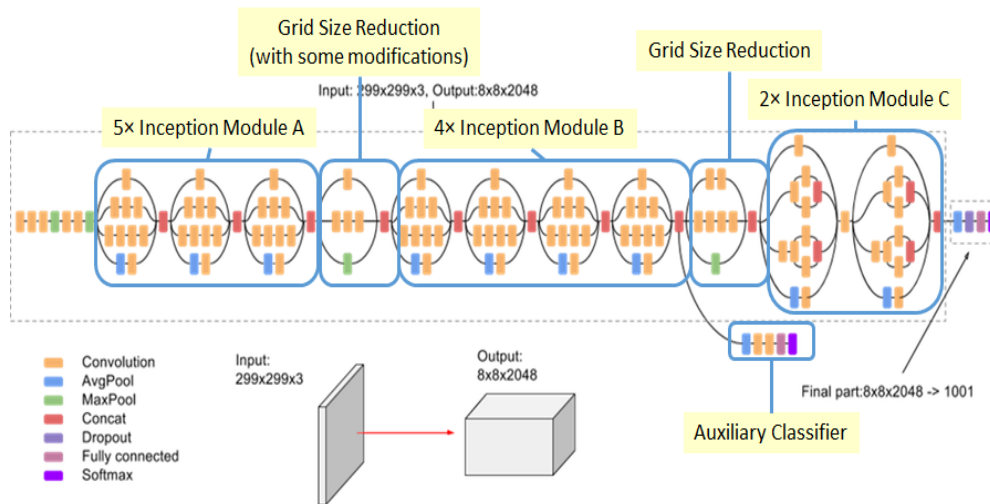 Grid Size Reduction
(with some modifications)
Grid Size Reduction
Input: 299x299x3, Output:8x8x2048
2× Inception Module C
5× Inception Module A
4× Inception Module B
Convolution
AvgPool
MaxPool
Concat
Dropout
Fully connected
Softmax
Input:
299x299x3
Output:
8x8x2048
Final part:8x8x2048 -> 1001
Auxiliary Classifier